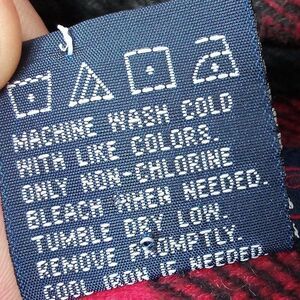 MACHINE WASH COLD
WITH LIKE COLORS.
ONLY NON-CHLORINE
BLEACH WHEN NEEDED.
TUMBLE DRY LOW.
REMOVE PROMPTLY.
COOL IRON IF NEEDED